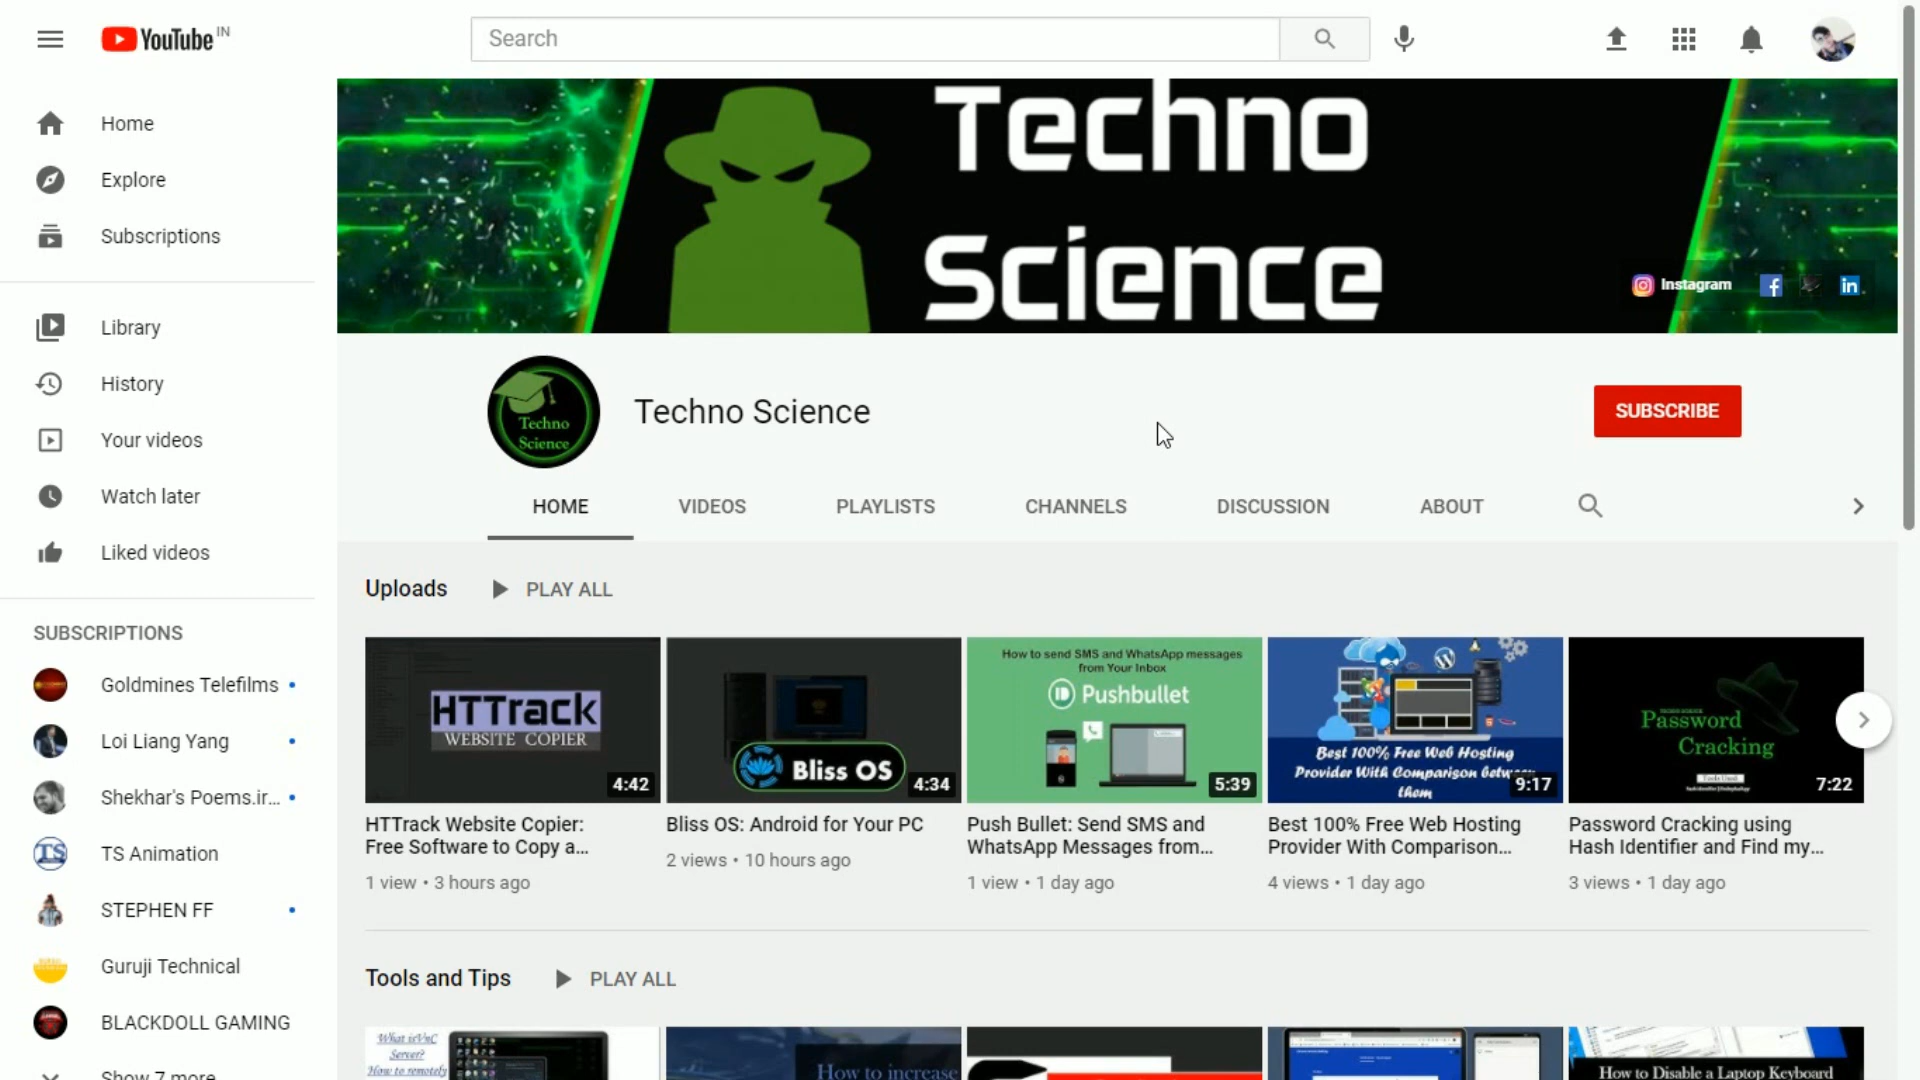 YouTube IN
Search
Home
Explore
Subscriptions
Library
History
Your videos
Watch later
Liked videos
SUBSCRIPTIONS
Goldmines Telefilms
Loi Liang Yang
Shekhar's Poems.ir...
TS Animation
STEPHEN FF
Guruji Technical
BLACKDOLL GAMING
Show 7 more
Techno
Science
Instagram
Techno
Science
Techno Science
SUBSCRIBE
HOME VIDEOS PLAYLISTS CHANNELS DISCUSSION ABOUT
Uploads PLAY ALL
HTTrack
WEBSITE COPIER
4:42
HTTrack Website Copier:
Free Software to Copy a...
1 view • 3 hours ago
Bliss OS
4:34
Bliss OS: Android for Your PC
2 views • 10 hours ago
How to send SMS and WhatsApp messages
from Your Inbox
Pushbullet
5:39
Push Bullet: Send SMS and
WhatsApp Messages from...
1 view • 1 day ago
Best 100% Free Web Hosting
Provider With Comparison between
them
9:17
Best 100% Free Web Hosting
Provider With Comparison...
4 views • 1 day ago
Password
Cracking
7:22
Password Cracking using
Hash Identifier and Find my...
3 views • 1 day ago
Tools and Tips PLAY ALL
What is VNC
Server?
How to remotely
How to increase
How to Disable a Laptop Keyboard